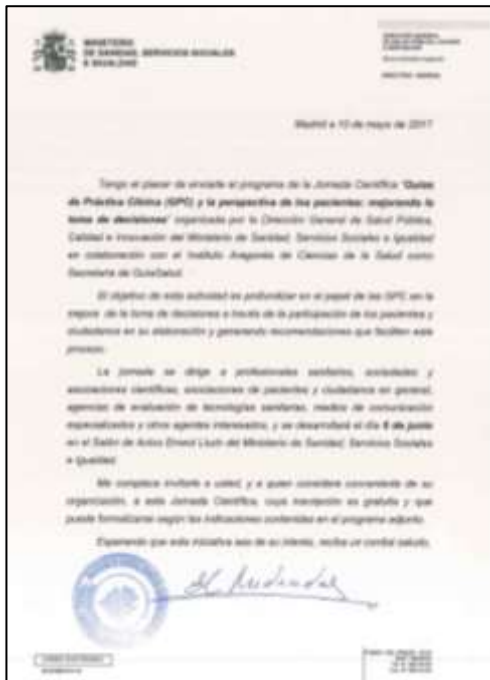 MINISTERIO
DE SANIDAD, SERVICIOS SOCIALES
E IGUALDAD
Madrid a 10 de mayo de 2017
Tengo el placer de enviarle el programa de la Jornada Científica "Guías
de Práctica Clínica (GPC) y la perspectiva de los pacientes: mejorando la
toma de decisiones" organizada por la Dirección General de Salud Pública,
Calidad e Innovación del Ministerio de Sanidad, Servicios Sociales e Igualdad
en colaboración con el Instituto Aragonés de Ciencias de la Salud como
Secretaría de GuíaSalud.
El objetivo de esta actividad es profundizar en el papel de las GPC en la
mejora de la toma de decisiones a través de la participación de los pacientes y
ciudadanos en su elaboración y generando recomendaciones que faciliten este
proceso.
La jornada se dirige a profesionales sanitarios, sociedades y
asociaciones científicas, asociaciones de pacientes y ciudadanos en general,
agencias de evaluación de tecnologías sanitarias, medios de comunicación
especializados y otros agentes interesados, y se desarrollará el día 6 de junio
en el Salón de Actos Ernest Lluch del Ministerio de Sanidad, Servicios Sociales
e Igualdad.
Me complace invitarle a usted, y a quien considere conveniente de su
organización, a esta Jornada Científica, cuya inscripción es gratuita y que
puede formalizarse según las indicaciones contenidas en el programa adjunto.
Esperando que esta iniciativa sea de su interés, reciba un cordial saludo,